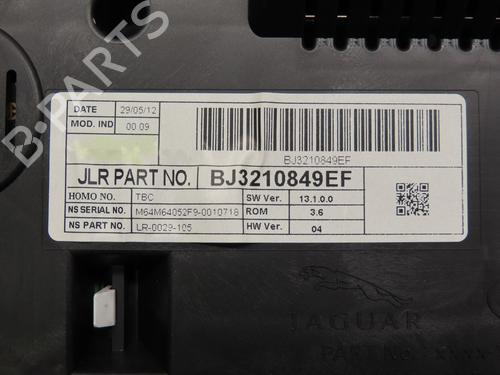 B-PARTS
DATE 29/05/12
MOD. IND 00.09
BJ3210849EF
JLR PART NO. BJ3210849EF
HOMO NO. TBC SW Ver. 13.1.0.0
NS SERIAL NO. M64M64052F9-0010718 ROM 3.6
NS PART NO. LR-0029-105 HW Ver. 04
JAGUAR
PART NO.